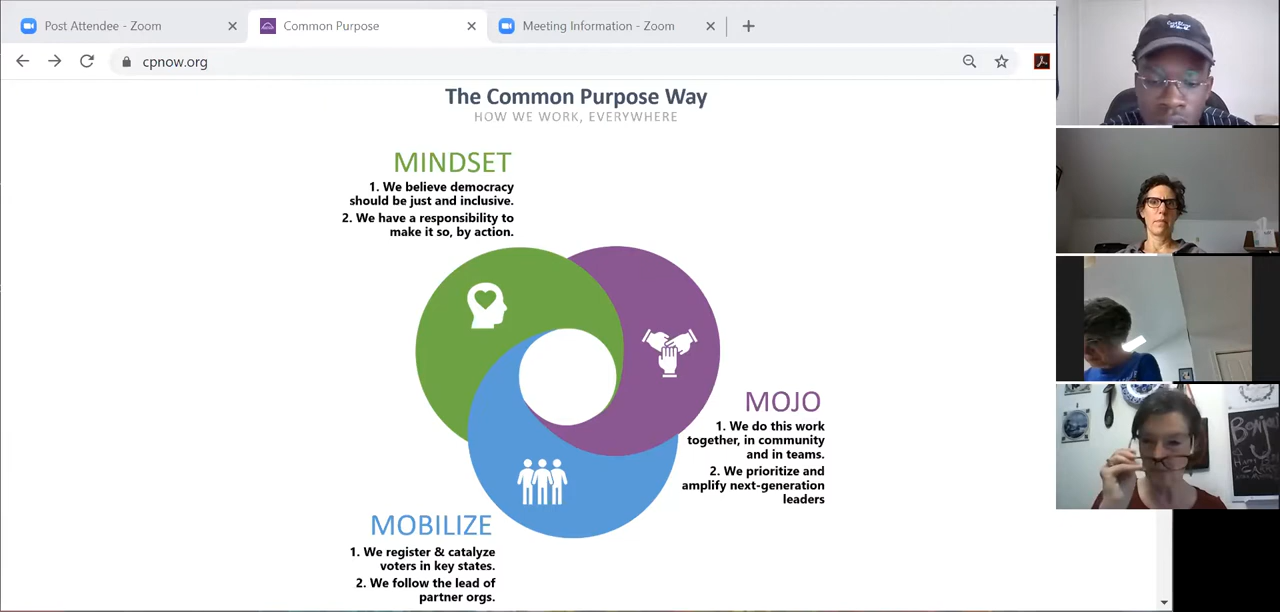 Post Attendee - Zoom
Common Purpose
Meeting Information - Zoom
cpnow.org
The Common Purpose Way
HOW WE WORK, EVERYWHERE
MINDSET
1. We believe democracy
should be just and inclusive.
2. We have a responsibility to
make it so, by action.
MOJO
1. We do this work
together, in community
and in teams.
2. We prioritize and
amplify next-generation
leaders
MOBILIZE
1. We register & catalyze
voters in key states.
2. We follow the lead of
partner orgs.